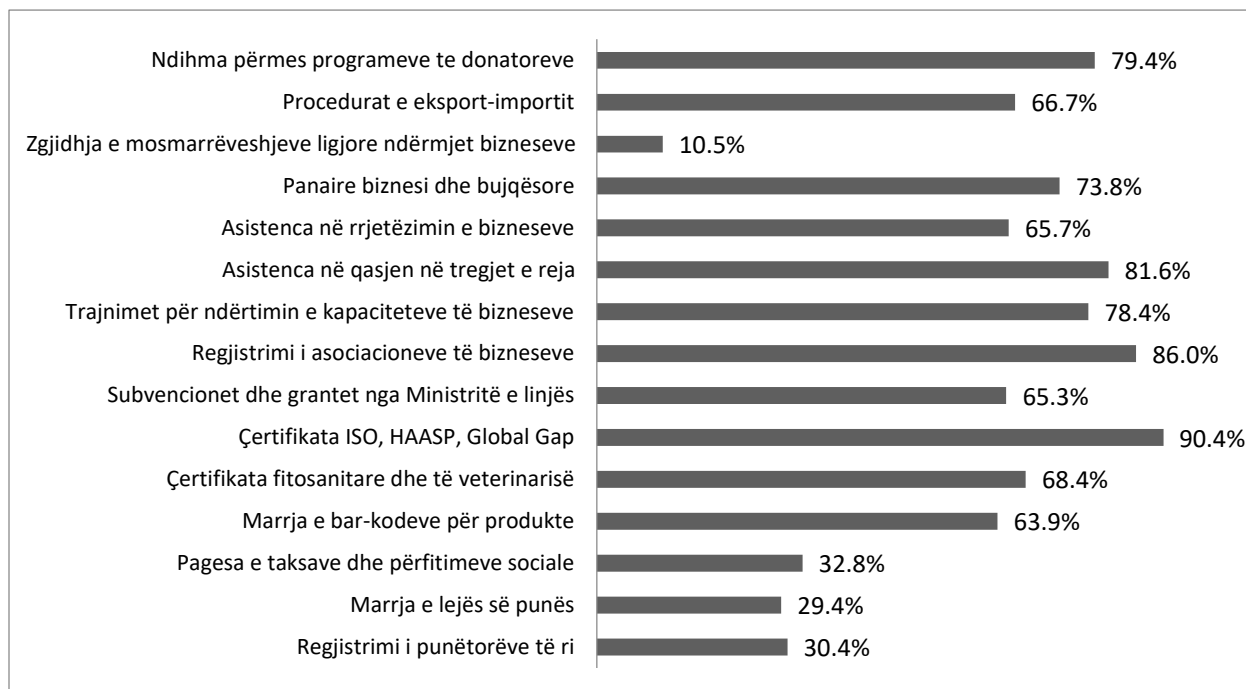 Ndihma përmes programeve te donatoreve 79.4%
Procedurat e eksport-importit 66.7%
Zgjidhja e mosmarrëveshjeve ligjore ndërmjet bizneseve 10.5%
Panaire biznesi dhe bujqësore 73.8%
Asistenca në rrjetëzimin e bizneseve 65.7%
Asistenca në qasjen në tregjet e reja 81.6%
Trajnimet për ndërtimin e kapaciteteve të bizneseve 78.4%
Regjistrimi i asociacioneve të bizneseve 86.0%
Subvencionet dhe grantet nga Ministritë e linjës 65.3%
Çertifikata ISO, HAASP, Global Gap 90.4%
Çertifikata fitosanitare dhe të veterinarisë 68.4%
Marrja e bar-kodeve për produkte 63.9%
Pagesa e taksave dhe përfitimeve sociale 32.8%
Marrja e lejës së punës 29.4%
Regjistrimi i punëtorëve të ri 30.4%